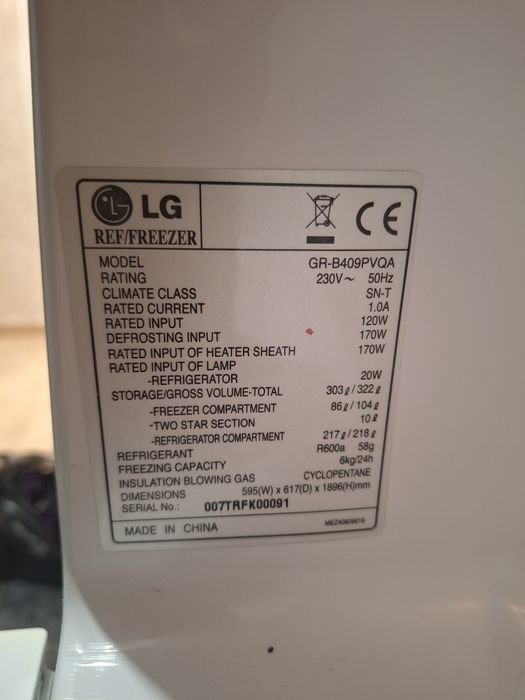 LG
REF/FREEZER
CE
MODEL GR-B409PVQA
RATING 230V~ 50Hz
CLIMATE CLASS SN-T
RATED CURRENT 1.0A
RATED INPUT 120W
DEFROSTING INPUT 170W
RATED INPUT OF HEATER SHEATH 170W
RATED INPUT OF LAMP
-REFRIGERATOR 20W
STORAGE/GROSS VOLUME-TOTAL 303ℓ/322ℓ
-FREEZER COMPARTMENT 86ℓ/104ℓ
-TWO STAR SECTION 10ℓ
-REFRIGERATOR COMPARTMENT 217ℓ/218ℓ
REFRIGERANT R600a 58g
FREEZING CAPACITY 6kg/24h
INSULATION BLOWING GAS CYCLOPENTANE
DIMENSIONS 595(W) x 617(D) x 1896(H)mm
SERIAL No.: 007TRFK00091
MADE IN CHINA